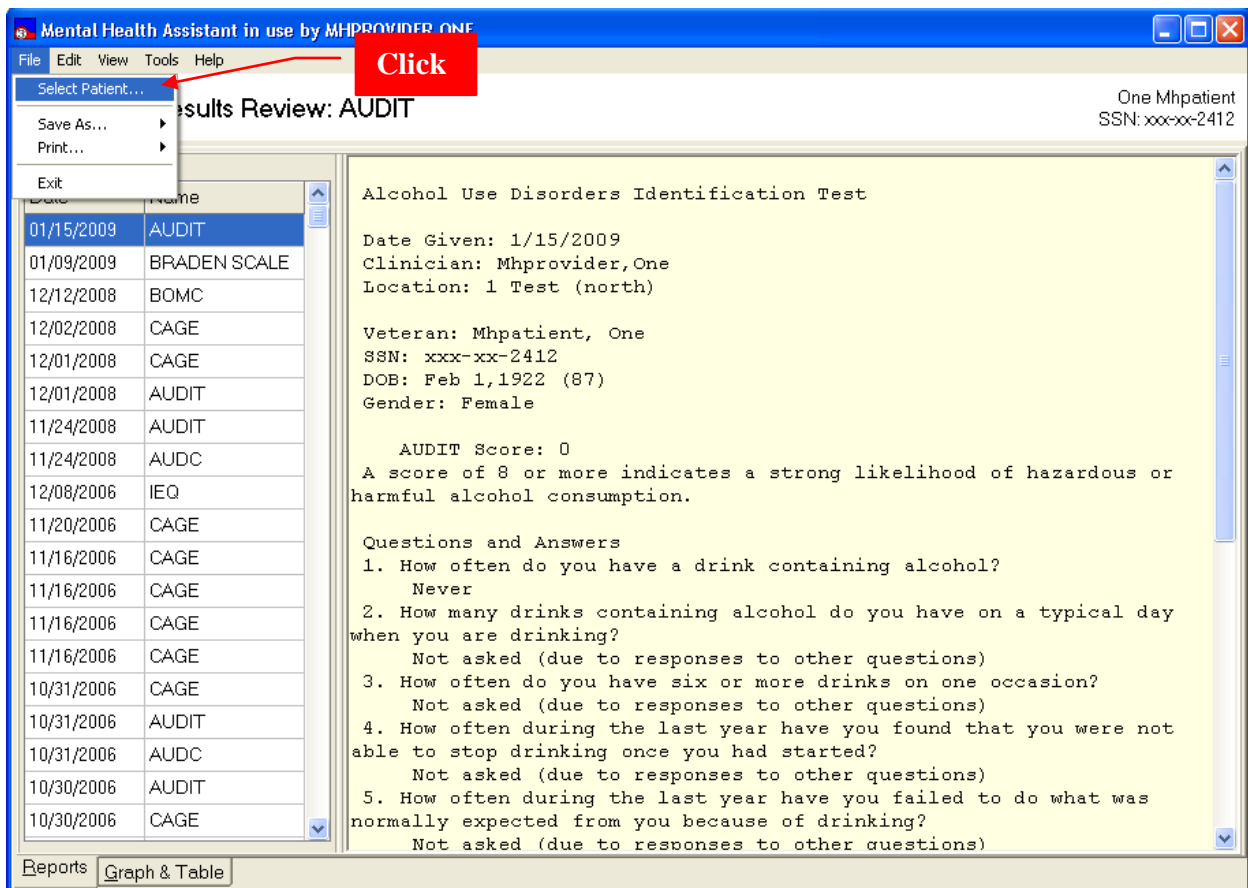 Mental Health Assistant in use by MHPROVIDER,ONE
File Edit View Tools Help
Click
Select Patient...
Save As...
Print...
Exit
sults Review: AUDIT
One Mhpatient
SSN: xxx-xx-2412
Date Name
01/15/2009 AUDIT
01/09/2009 BRADEN SCALE
12/12/2008 BOMC
12/02/2008 CAGE
12/01/2008 CAGE
12/01/2008 AUDIT
11/24/2008 AUDIT
11/24/2008 AUDC
12/08/2006 IEQ
11/20/2006 CAGE
11/16/2006 CAGE
11/16/2006 CAGE
11/16/2006 CAGE
11/16/2006 CAGE
10/31/2006 CAGE
10/31/2006 AUDIT
10/31/2006 AUDC
10/30/2006 AUDIT
10/30/2006 CAGE
Alcohol Use Disorders Identification Test
Date Given: 1/15/2009
Clinician: Mhprovider,One
Location: 1 Test (north)
Veteran: Mhpatient, One
SSN: xxx-xx-2412
DOB: Feb 1,1922 (87)
Gender: Female
AUDIT Score: 0
A score of 8 or more indicates a strong likelihood of hazardous or
harmful alcohol consumption.
Questions and Answers
1. How often do you have a drink containing alcohol?
Never
2. How many drinks containing alcohol do you have on a typical day
when you are drinking?
Not asked (due to responses to other questions)
3. How often do you have six or more drinks on one occasion?
Not asked (due to responses to other questions)
4. How often during the last year have you found that you were not
able to stop drinking once you had started?
Not asked (due to responses to other questions)
5. How often during the last year have you failed to do what was
normally expected from you because of drinking?
Not asked (due to responses to other questions)
Reports Graph & Table